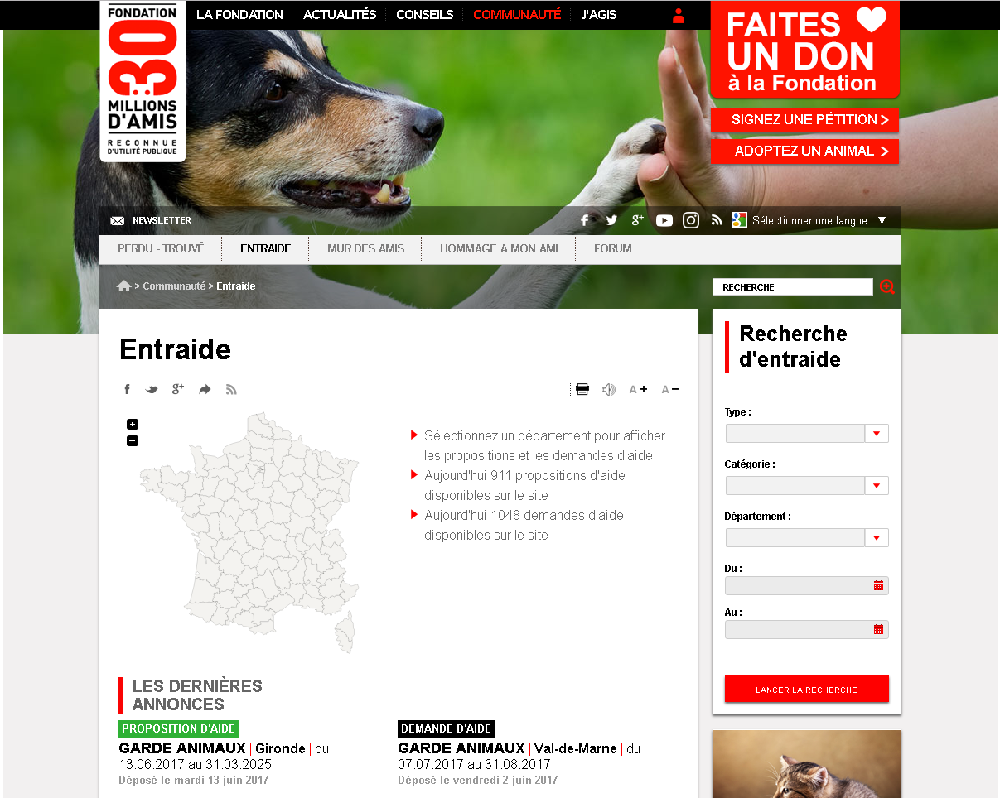 FONDATION
30
MILLIONS
D'AMIS
RECONNUE
D'UTILITÉ PUBLIQUE
LA FONDATION ACTUALITÉS CONSEILS COMMUNAUTÉ J'AGIS
FAITES
UN DON
à la Fondation
SIGNEZ UNE PÉTITION
ADOPTEZ UN ANIMAL
NEWSLETTER
Sélectionner une langue ▼
PERDU - TROUVÉ ENTRAIDE MUR DES AMIS HOMMAGE À MON AMI FORUM
> Communauté > Entraide
RECHERCHE
Entraide
A + A −
Sélectionnez un département pour afficher
les propositions et les demandes d'aide
Aujourd'hui 911 propositions d'aide
disponibles sur le site
Aujourd'hui 1048 demandes d'aide
disponibles sur le site
LES DERNIÈRES
ANNONCES
PROPOSITION D'AIDE
GARDE ANIMAUX | Gironde | du
13.06.2017 au 31.03.2025
Déposé le mardi 13 juin 2017
DEMANDE D'AIDE
GARDE ANIMAUX | Val-de-Marne | du
07.07.2017 au 31.08.2017
Déposé le vendredi 2 juin 2017
Recherche
d'entraide
Type :
Catégorie :
Département :
Du :
Au :
LANCER LA RECHERCHE